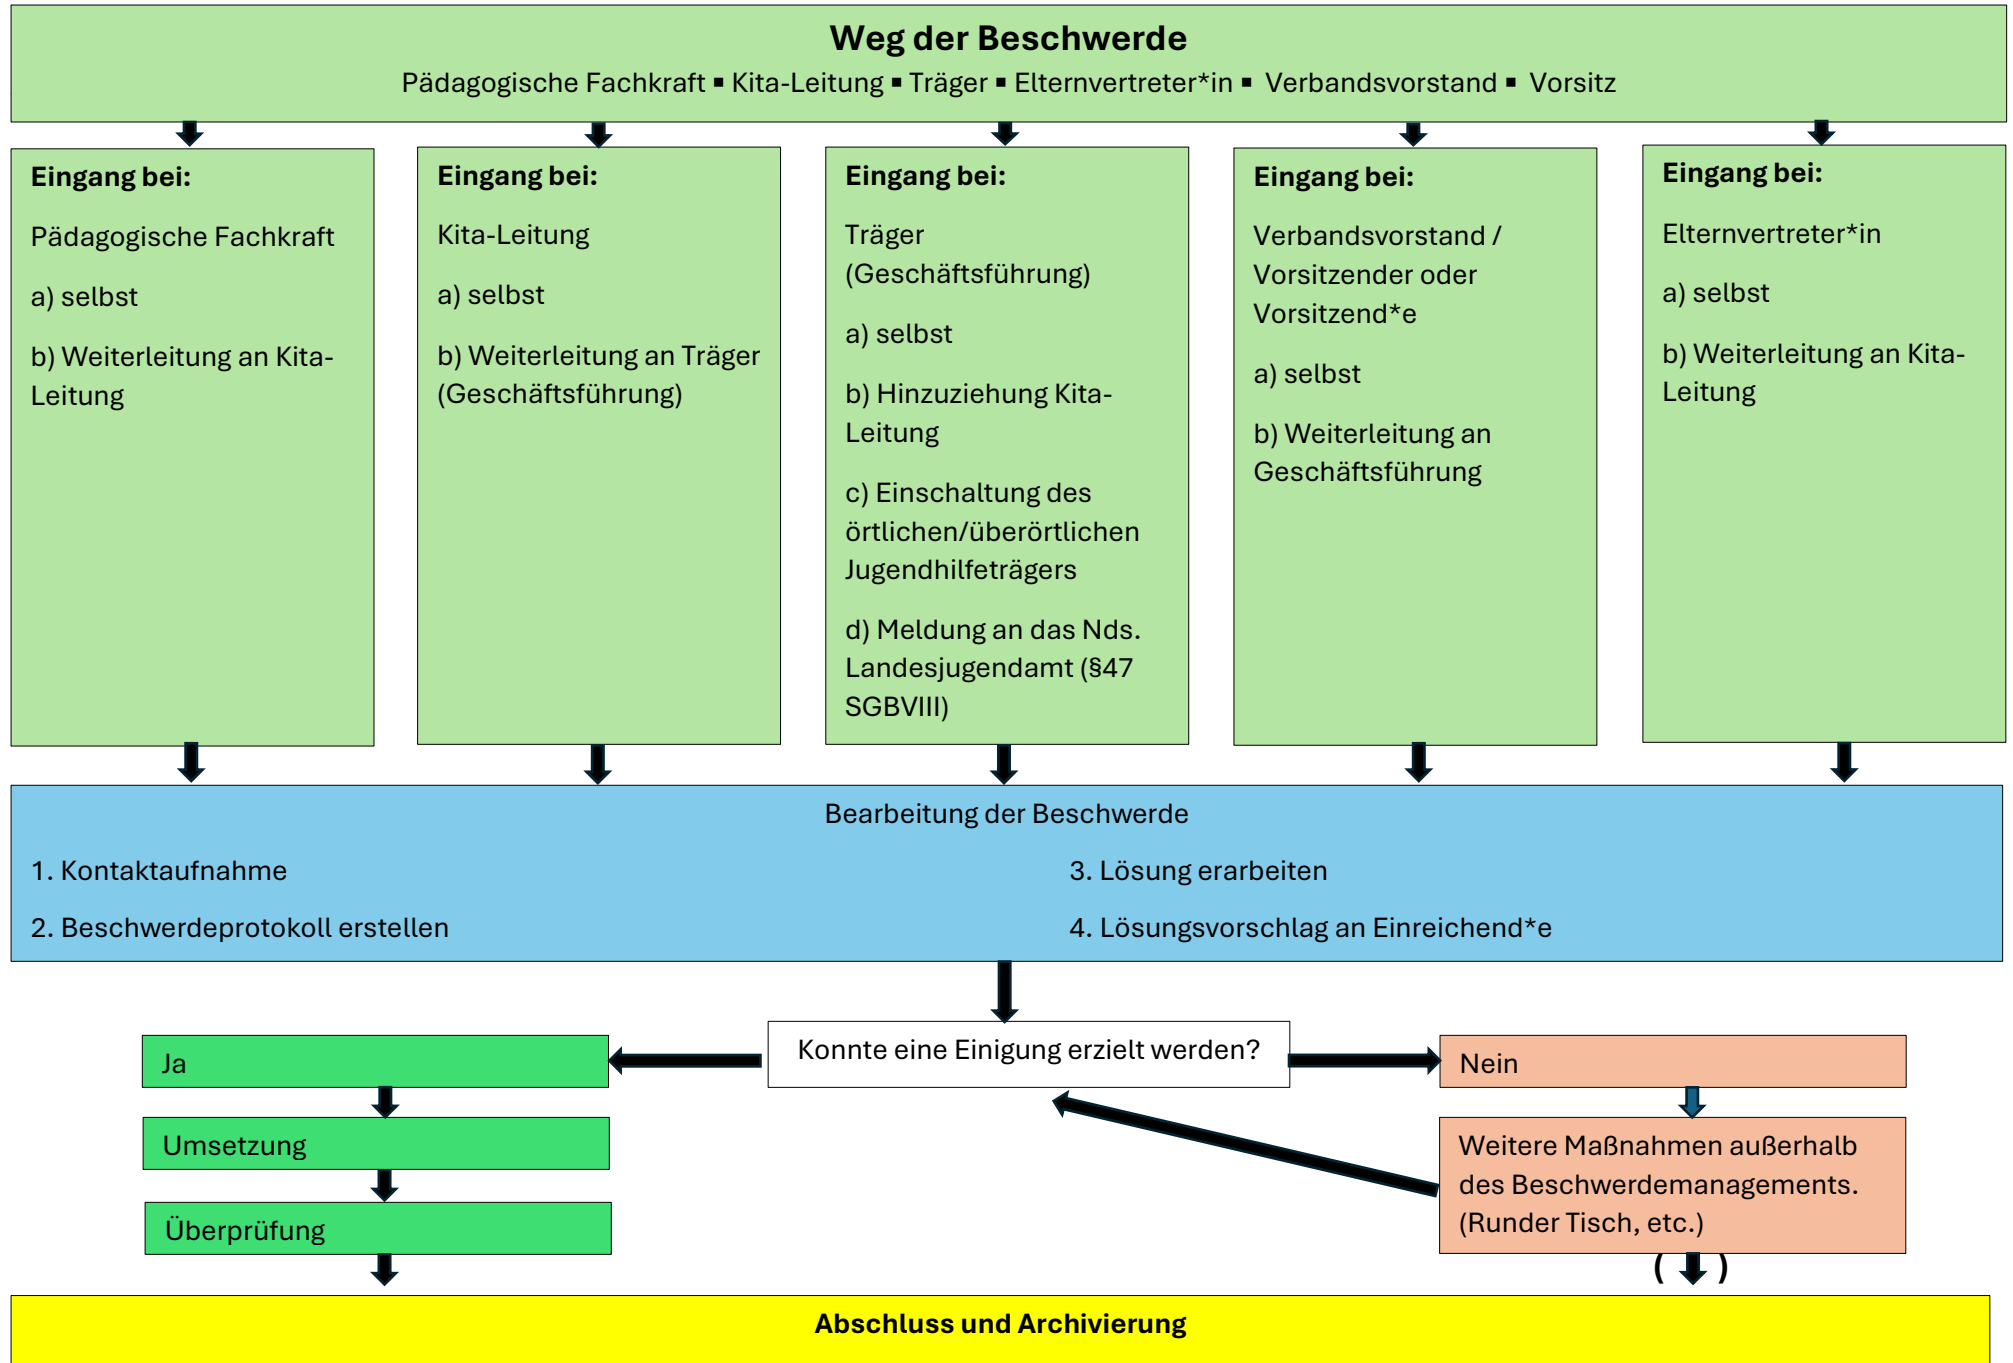 Weg der Beschwerde
Pädagogische Fachkraft ▪ Kita-Leitung ▪ Träger ▪ Elternvertreter*in ▪ Verbandsvorstand ▪ Vorsitz
Eingang bei:
Pädagogische Fachkraft
a) selbst
b) Weiterleitung an Kita-
Leitung
Eingang bei:
Kita-Leitung
a) selbst
b) Weiterleitung an Träger
(Geschäftsführung)
Eingang bei:
Träger
(Geschäftsführung)
a) selbst
b) Hinzuziehung Kita-
Leitung
c) Einschaltung des
örtlichen/überörtlichen
Jugendhilfeträgers
d) Meldung an das Nds.
Landesjugendamt (§47
SGBVIII)
Eingang bei:
Verbandsvorstand /
Vorsitzender oder
Vorsitzend*e
a) selbst
b) Weiterleitung an
Geschäftsführung
Eingang bei:
Elternvertreter*in
a) selbst
b) Weiterleitung an Kita-
Leitung
Bearbeitung der Beschwerde
1. Kontaktaufnahme
2. Beschwerdeprotokoll erstellen
3. Lösung erarbeiten
4. Lösungsvorschlag an Einreichend*e
Konnte eine Einigung erzielt werden?
Ja
Umsetzung
Überprüfung
Nein
Weitere Maßnahmen außerhalb
des Beschwerdemanagements.
(Runder Tisch, etc.)
( )
Abschluss und Archivierung